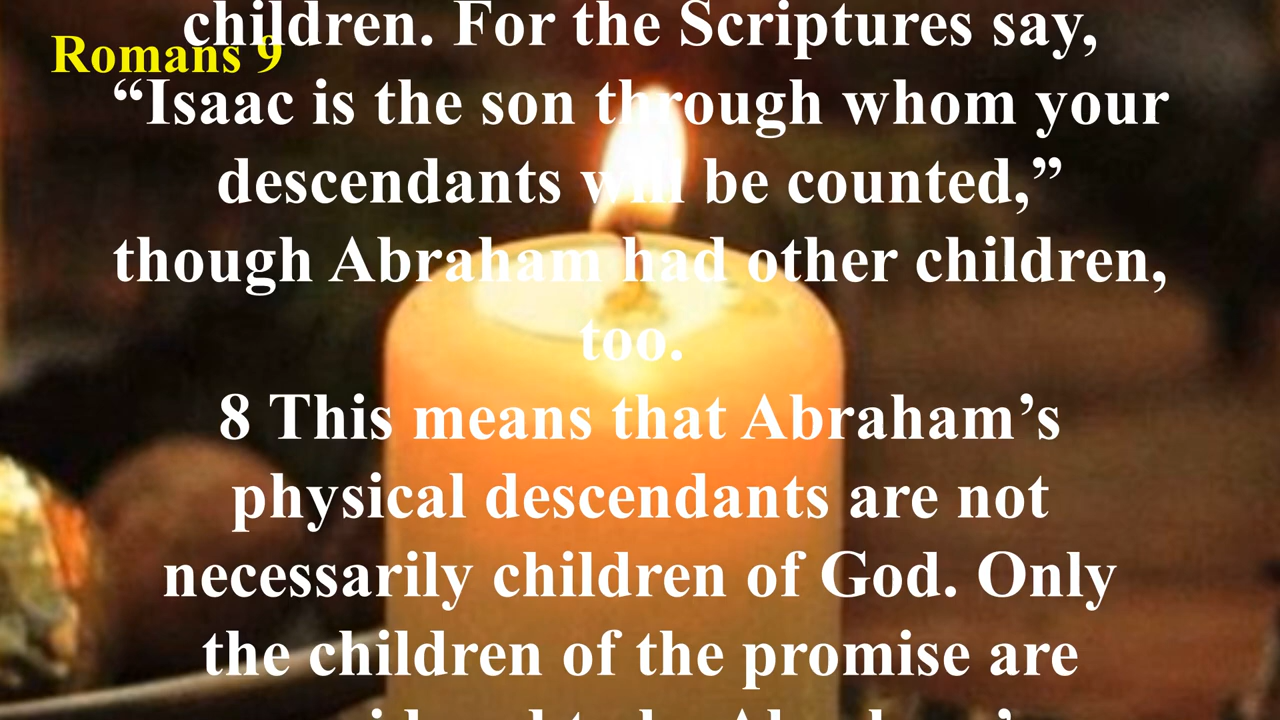 children. For the Scriptures say,
Romans 9
“Isaac is the son through whom your
descendants will be counted,”
though Abraham had other children,
too.
8 This means that Abraham’s
physical descendants are not
necessarily children of God. Only
the children of the promise are